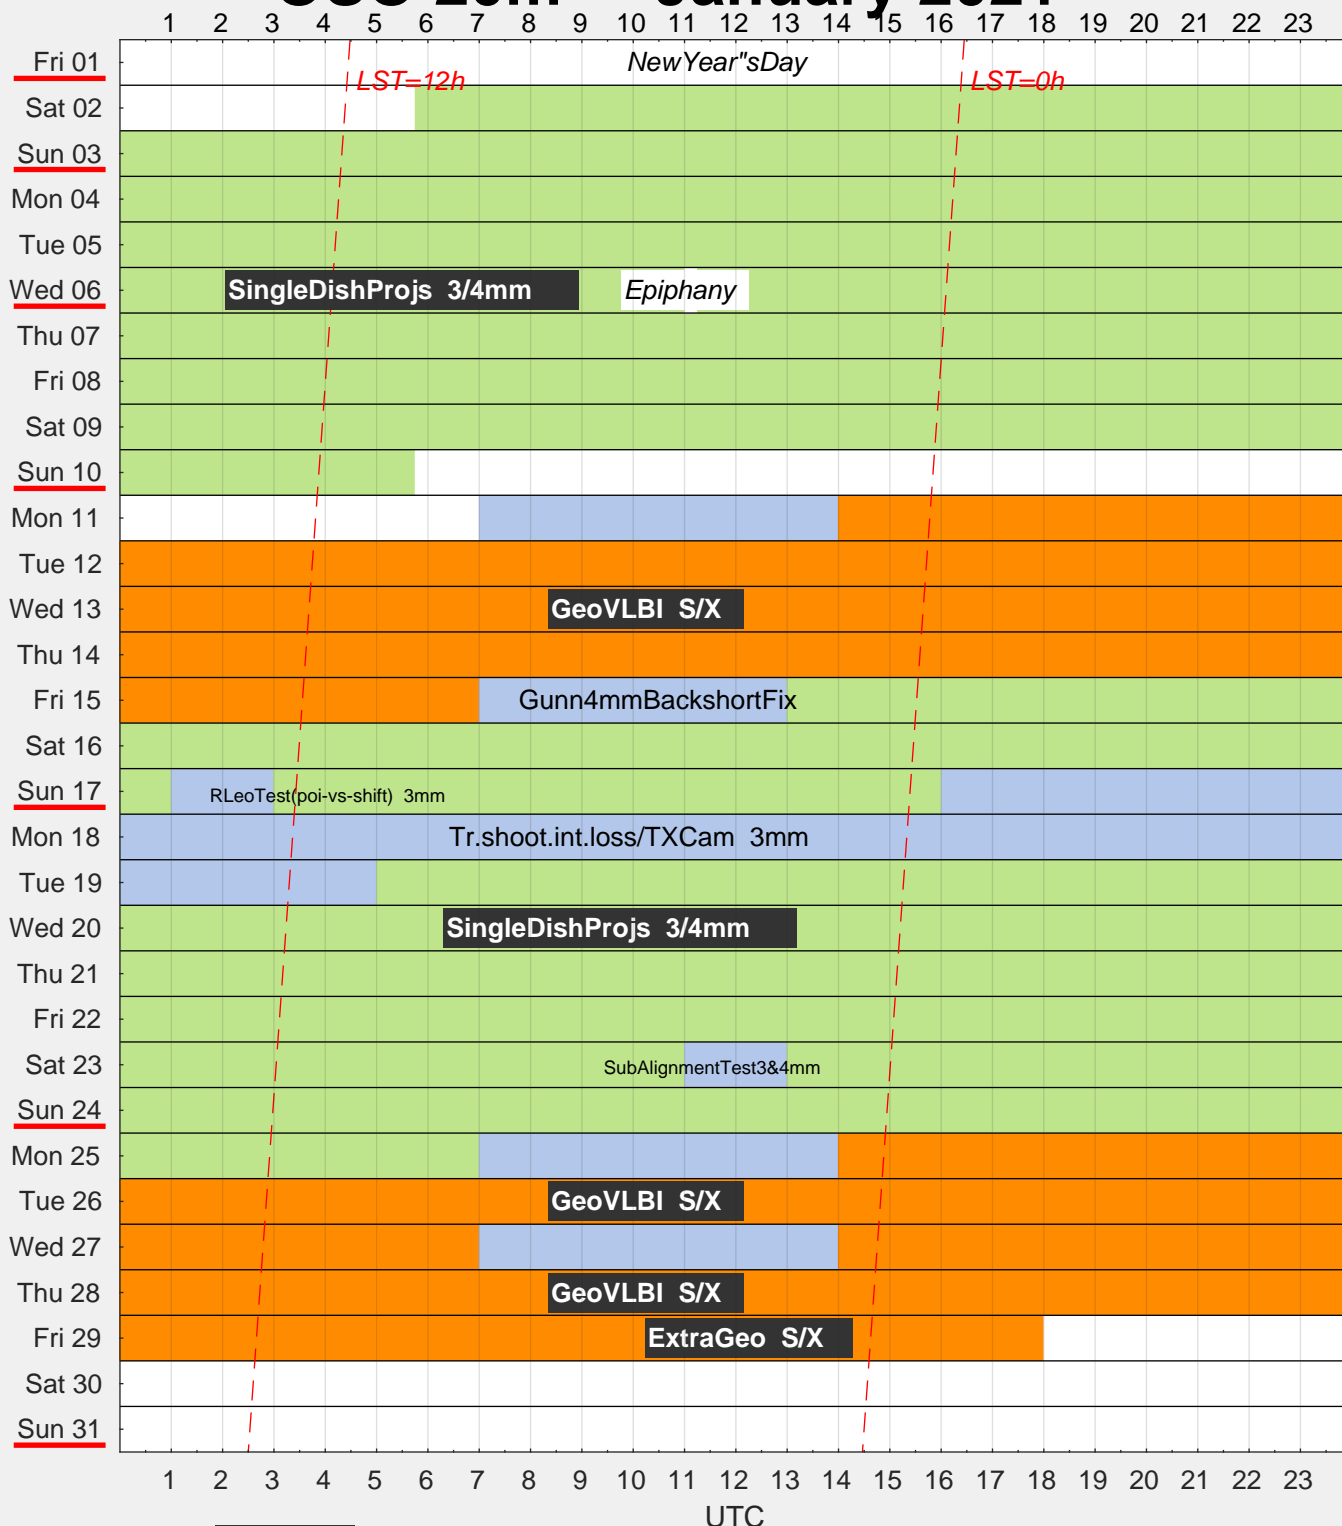 1 2 3 4 5 6 7 8 9 10 11 12 13 14 15 16 17 18 19 20 21 22 23
Fri 01 NewYear"sDay
LST=12h LST=0h
Sat 02
Sun 03
Mon 04
Tue 05
Wed 06 SingleDishProjs 3/4mm Epiphany
Thu 07
Fri 08
Sat 09
Sun 10
Mon 11
Tue 12
Wed 13 GeoVLBI S/X
Thu 14
Fri 15 Gunn4mmBackshortFix
Sat 16
Sun 17 RLeoTest(poi-vs-shift) 3mm
Mon 18 Tr.shoot.int.loss/TXCam 3mm
Tue 19
Wed 20 SingleDishProjs 3/4mm
Thu 21
Fri 22
Sat 23 SubAlignmentTest3&4mm
Sun 24
Mon 25
Tue 26 GeoVLBI S/X
Wed 27
Thu 28 GeoVLBI S/X
Fri 29 ExtraGeo S/X
Sat 30
Sun 31
1 2 3 4 5 6 7 8 9 10 11 12 13 14 15 16 17 18 19 20 21 22 23
UTC